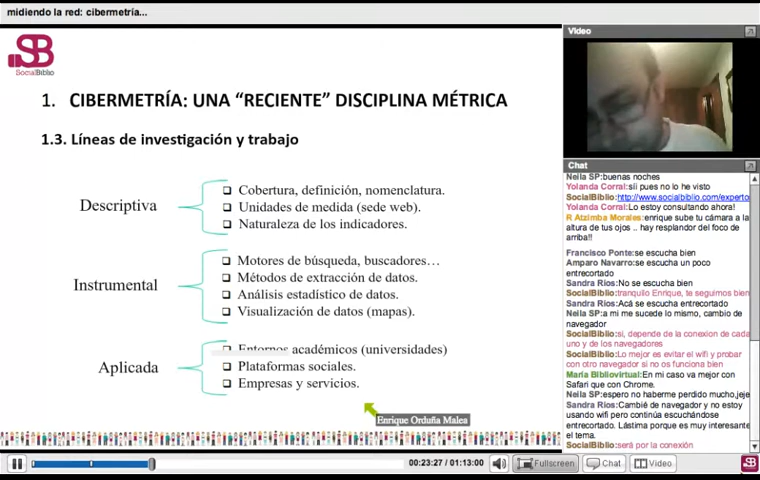 midiendo la red: cibermetría...
SB
SocialBiblio
1. CIBERMETRÍA: UNA “RECIENTE” DISCIPLINA MÉTRICA
1.3. Líneas de investigación y trabajo
Descriptiva
Cobertura, definición, nomenclatura.
Unidades de medida (sede web).
Naturaleza de los indicadores.
Instrumental
Motores de búsqueda, buscadores…
Métodos de extracción de datos.
Análisis estadístico de datos.
Visualización de datos (mapas).
Aplicada
Entornos académicos (universidades)
Plataformas sociales.
Empresas y servicios.
Enrique Orduña Malea
Video
Chat
Neila SP:buenas noches
Yolanda Corral:síi pues no lo he visto
SocialBiblio:http://www.socialbiblio.com/experto
Yolanda Corral:Lo estoy consultando ahora!
R Atzimba Morales:enrique sube tu cámara a la
altura de tus ojos .. hay resplandor del foco de
arriba!!
Francisco Ponte:se escucha bien
Amparo Navarro:se escucha un poco
entrecortado
Sandra Rios:No se escucha bien
SocialBiblio:tranquilo Enrique, te seguimos bien
Sandra Rios:Acá se escucha entrecortado
Neila SP:a mi me sucede lo mismo, cambio de
navegador
SocialBiblio:si, depende de la conexion de cada
uno y de los navegadores
SocialBiblio:Lo mejor es evitar el wifi y probar
con otro navegador si no os funciona bien
Maria Bibliovirtual:En mi caso va mejor con
Safari que con Chrome.
Neila SP:espero no haberme perdido mucho,jeje
Sandra Rios:Cambié de navegador y no estoy
usando wifi pero continúa escuchándose
entrecortado. Lástima porque es muy interesante
el tema.
SocialBiblio:será por la conexión
00:23:27 / 01:13:00
Fullscreen
Chat
Video
SB